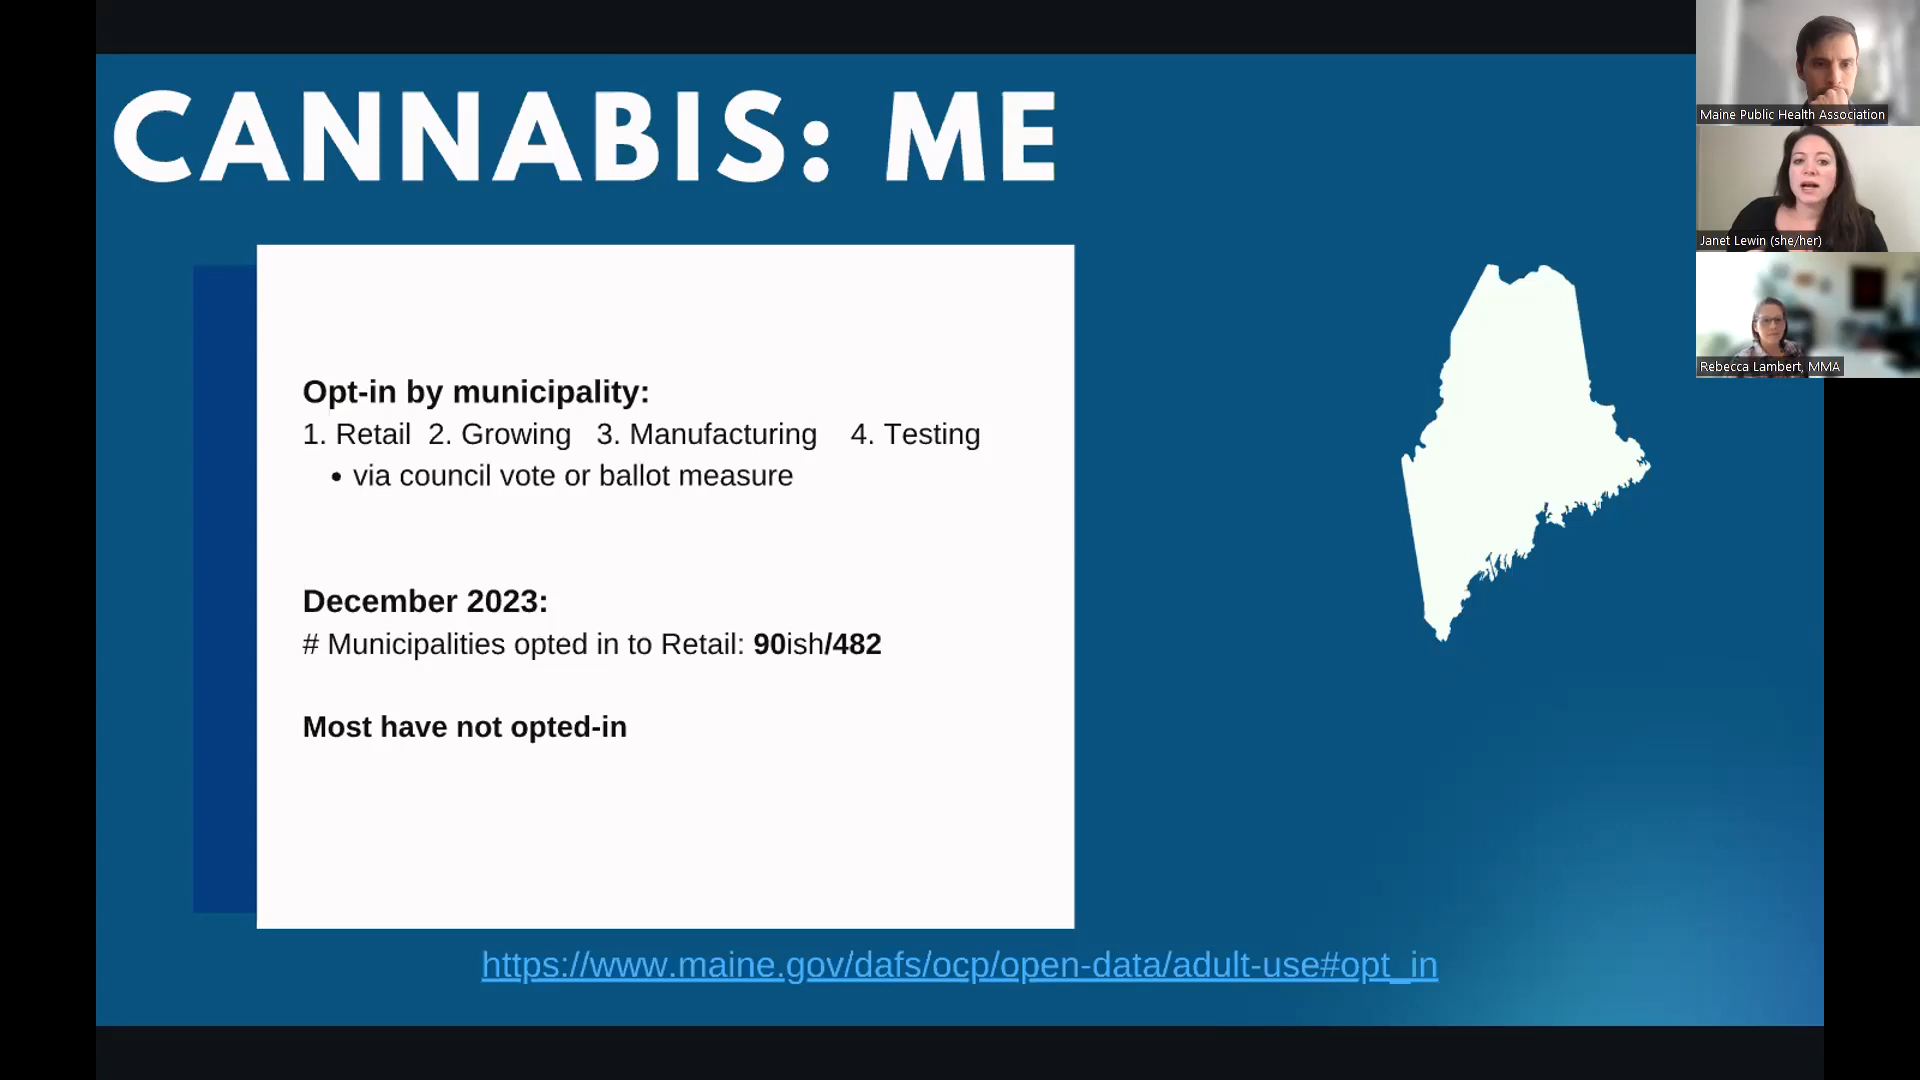 CANNABIS: ME
Opt-in by municipality:
1. Retail 2. Growing 3. Manufacturing 4. Testing
• via council vote or ballot measure
December 2023:
# Municipalities opted in to Retail: 90ish/482
Most have not opted-in
https://www.maine.gov/dafs/ocp/open-data/adult-use#opt_in
Maine Public Health Association
Janet Lewin (she/her)
Rebecca Lambert, MMA